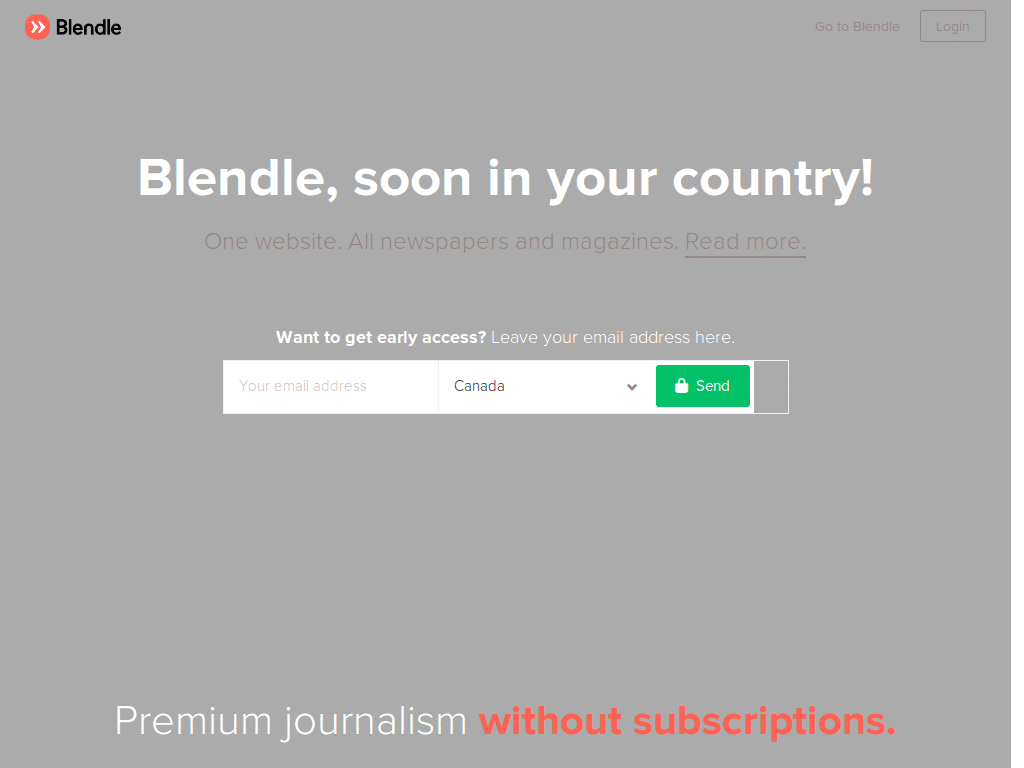 Blendle
Go to Blendle
Login
Blendle, soon in your country!
One website. All newspapers and magazines. Read more.
Want to get early access? Leave your email address here.
Your email address
Canada
Send
Premium journalism without subscriptions.